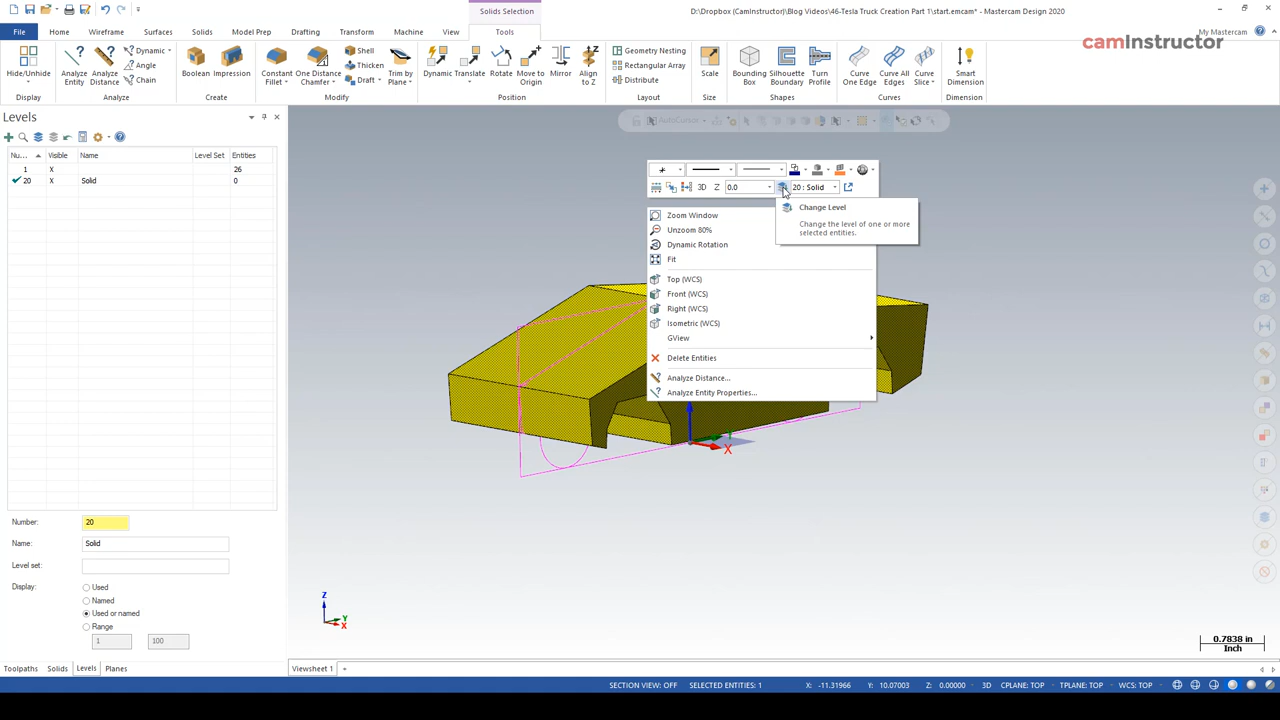 Solids Selection
D:\Dropbox (CamInstructor)\Blog Videos\46-Tesla Truck Creation Part 1\start.emcam* - Mastercam Design 2020
File Home Wireframe Surfaces Solids Model Prep Drafting Transform Machine View Tools
My Mastercam
camInstructor
Hide/Unhide
Display
Analyze Entity
Analyze Distance
Dynamic
Angle
Chain
Analyze
Boolean Impression
Create
Constant Fillet
One Distance Chamfer
Shell
Thicken
Draft
Trim by Plane
Modify
Dynamic Translate Rotate Move to Origin Mirror Align to Z
Position
Geometry Nesting
Rectangular Array
Distribute
Layout
Scale
Size
Bounding Box Silhouette Boundary Turn Profile
Shapes
Curve One Edge Curve All Edges Curve Slice
Curves
Smart Dimension
Dimension
Levels
AutoCursor
Nu... Visible Name Level Set Entities
1 X 26
20 X Solid 0
3D Z 0.0 20 : Solid
Change Level
Change the level of one or more
selected entities.
Zoom Window
Unzoom 80%
Dynamic Rotation
Fit
Top (WCS)
Front (WCS)
Right (WCS)
Isometric (WCS)
GView
Delete Entities
Analyze Distance...
Analyze Entity Properties...
Y
X
Number: 20
Name: Solid
Level set:
Display: Used
Named
Used or named
Range
1 100
Z
Y
X
0.7838 in
Inch
Toolpaths Solids Levels Planes
Viewsheet 1 +
SECTION VIEW: OFF SELECTED ENTITIES: 1 X: -11.31966 Y: 10.07003 Z: 0.00000 3D CPLANE: TOP TPLANE: TOP WCS: TOP